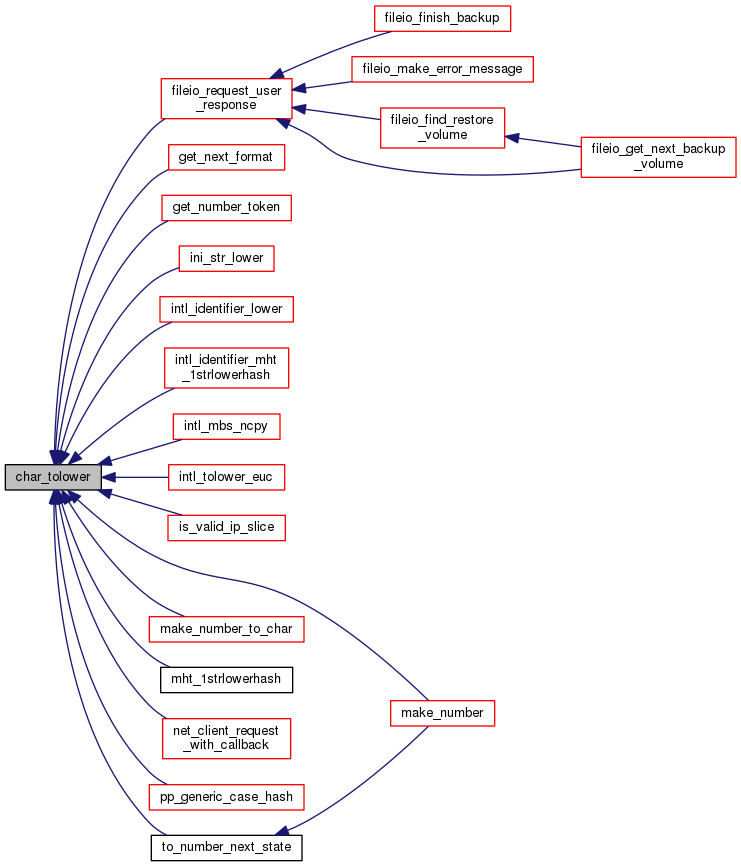 fileio_finish_backup
fileio_make_error_message
fileio_request_user
_response
fileio_find_restore
_volume
fileio_get_next_backup
_volume
get_next_format
get_number_token
ini_str_lower
intl_identifier_lower
intl_identifier_mht
_1strlowerhash
intl_mbs_ncpy
char_tolower
intl_tolower_euc
is_valid_ip_slice
make_number_to_char
mht_1strlowerhash
make_number
net_client_request
_with_callback
pp_generic_case_hash
to_number_next_state